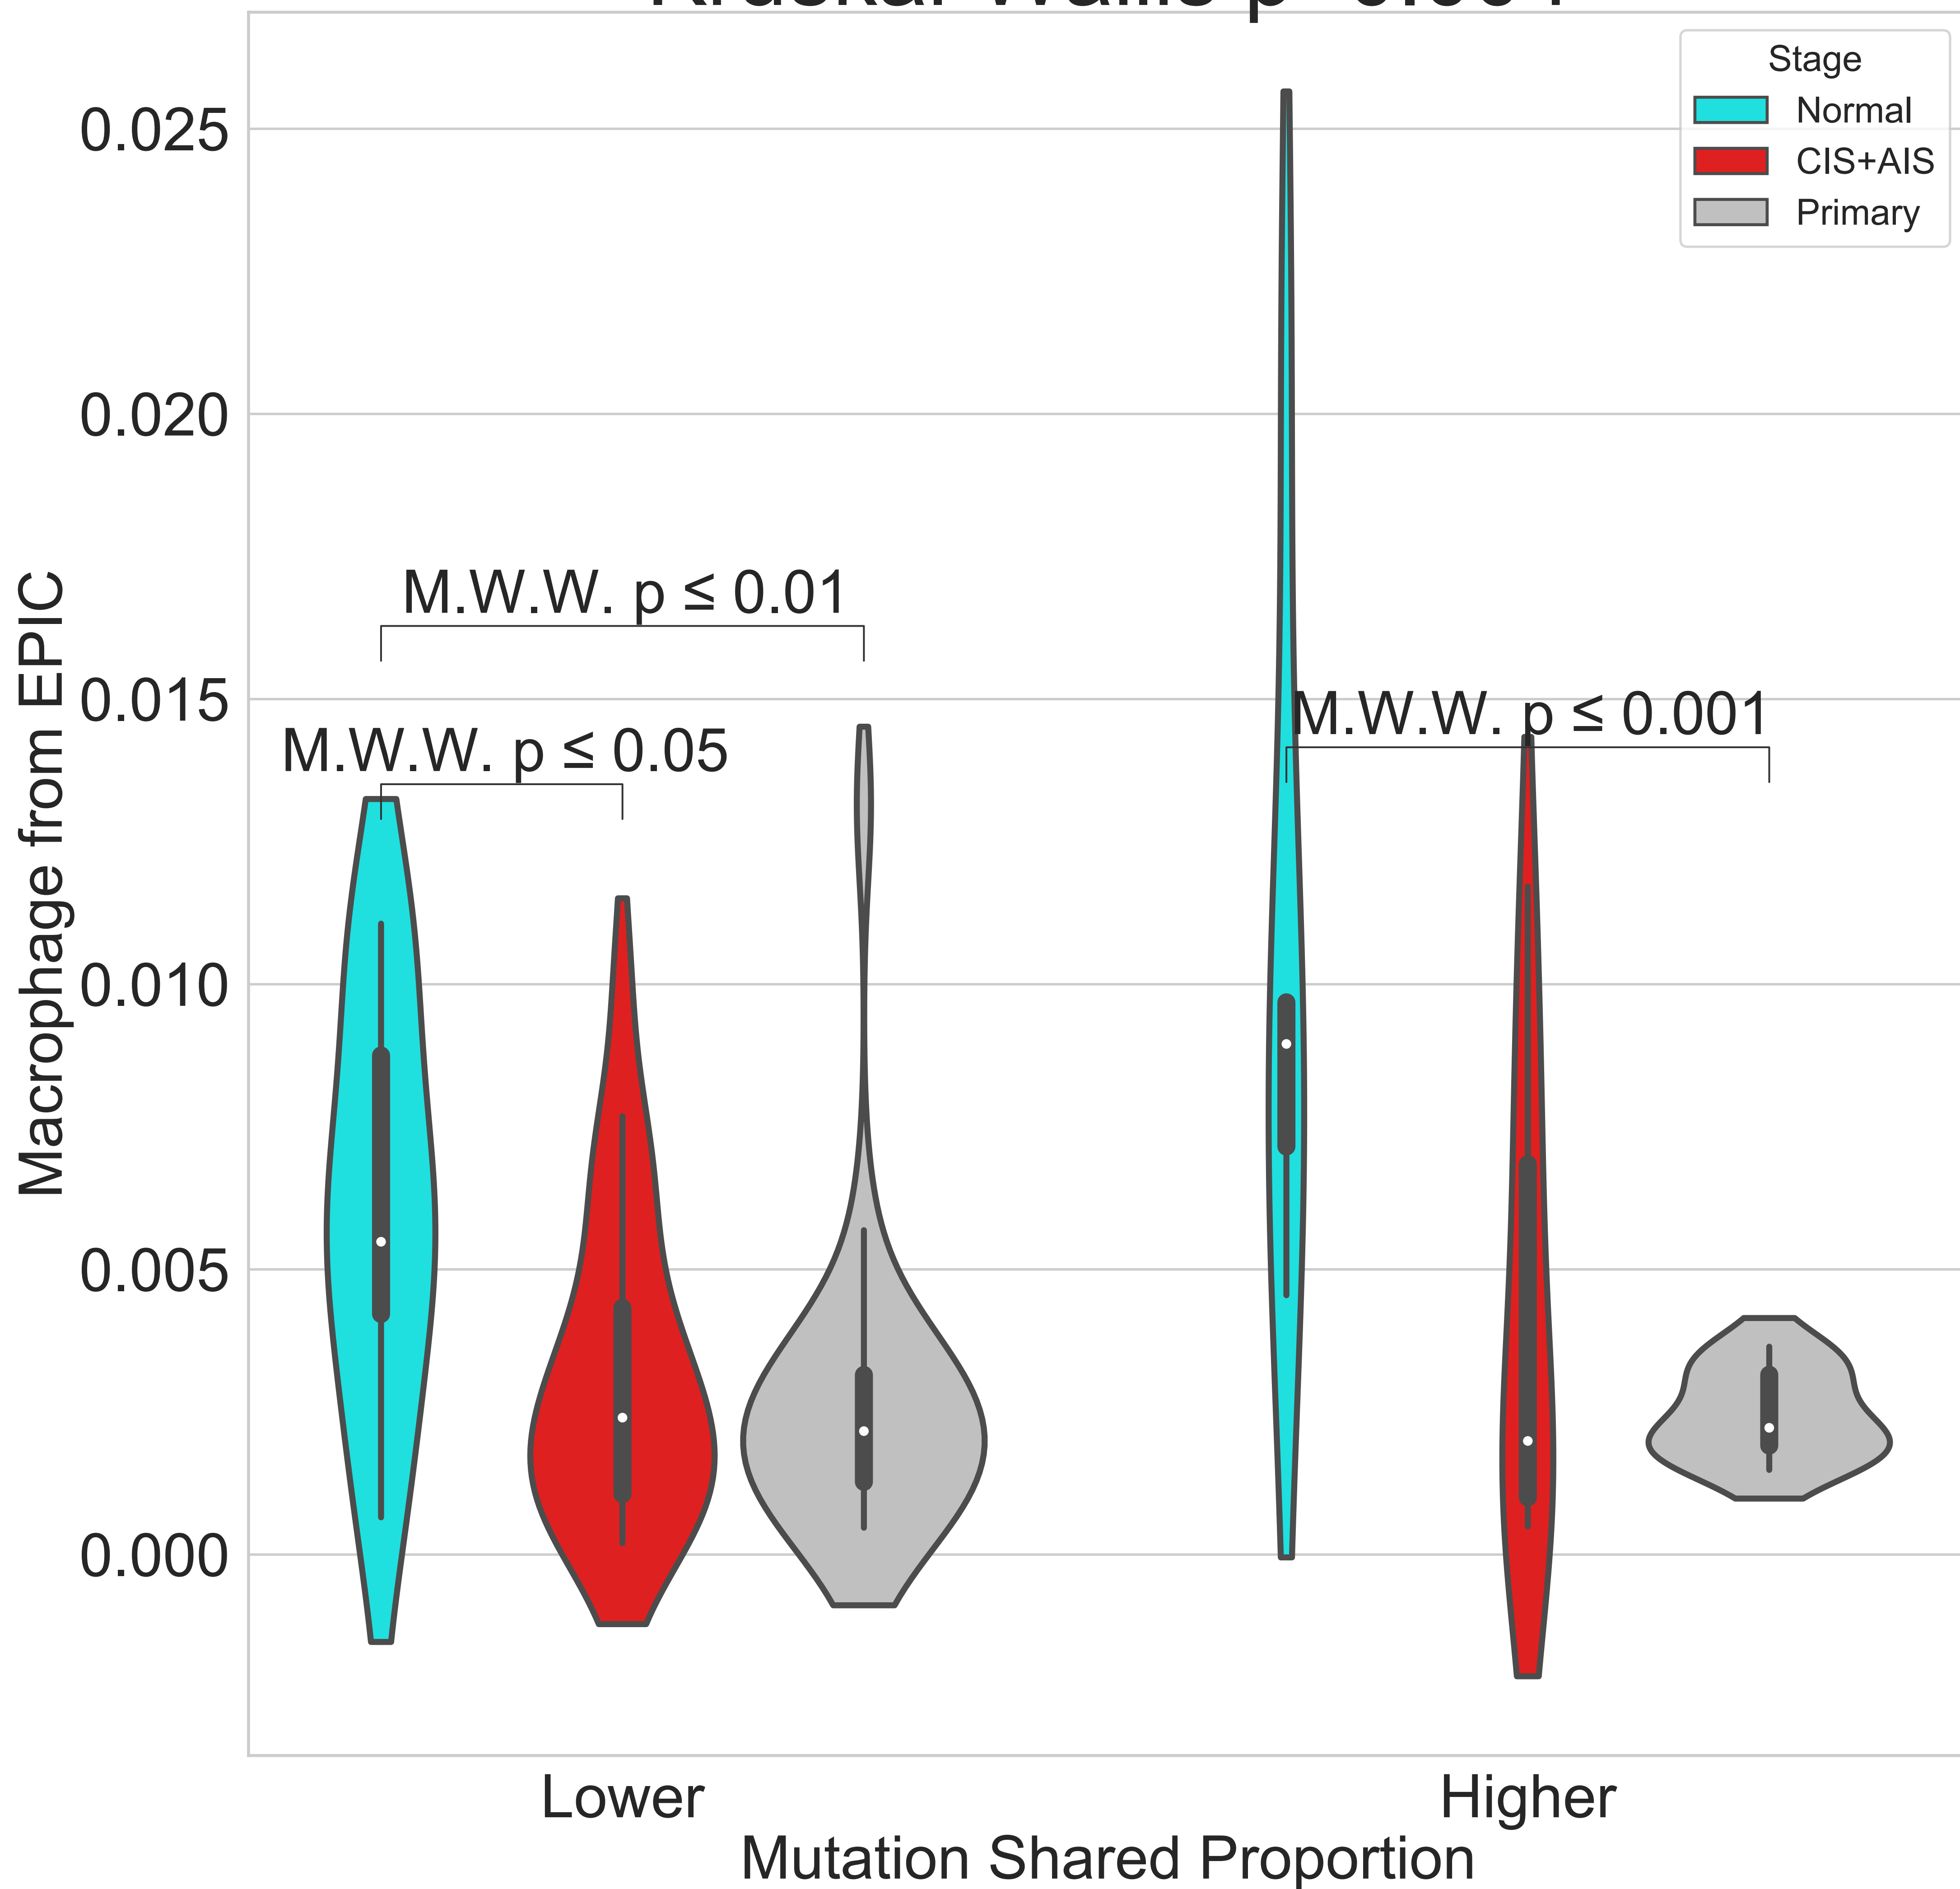 Stage
Normal
CIS+AIS
Primary
0.025
0.020
0.015
0.010
0.005
0.000
Macrophage from EPIC
M.W.W. p ≤ 0.01
M.W.W. p ≤ 0.05
M.W.W. p ≤ 0.001
Lower
Higher
Mutation Shared Proportion